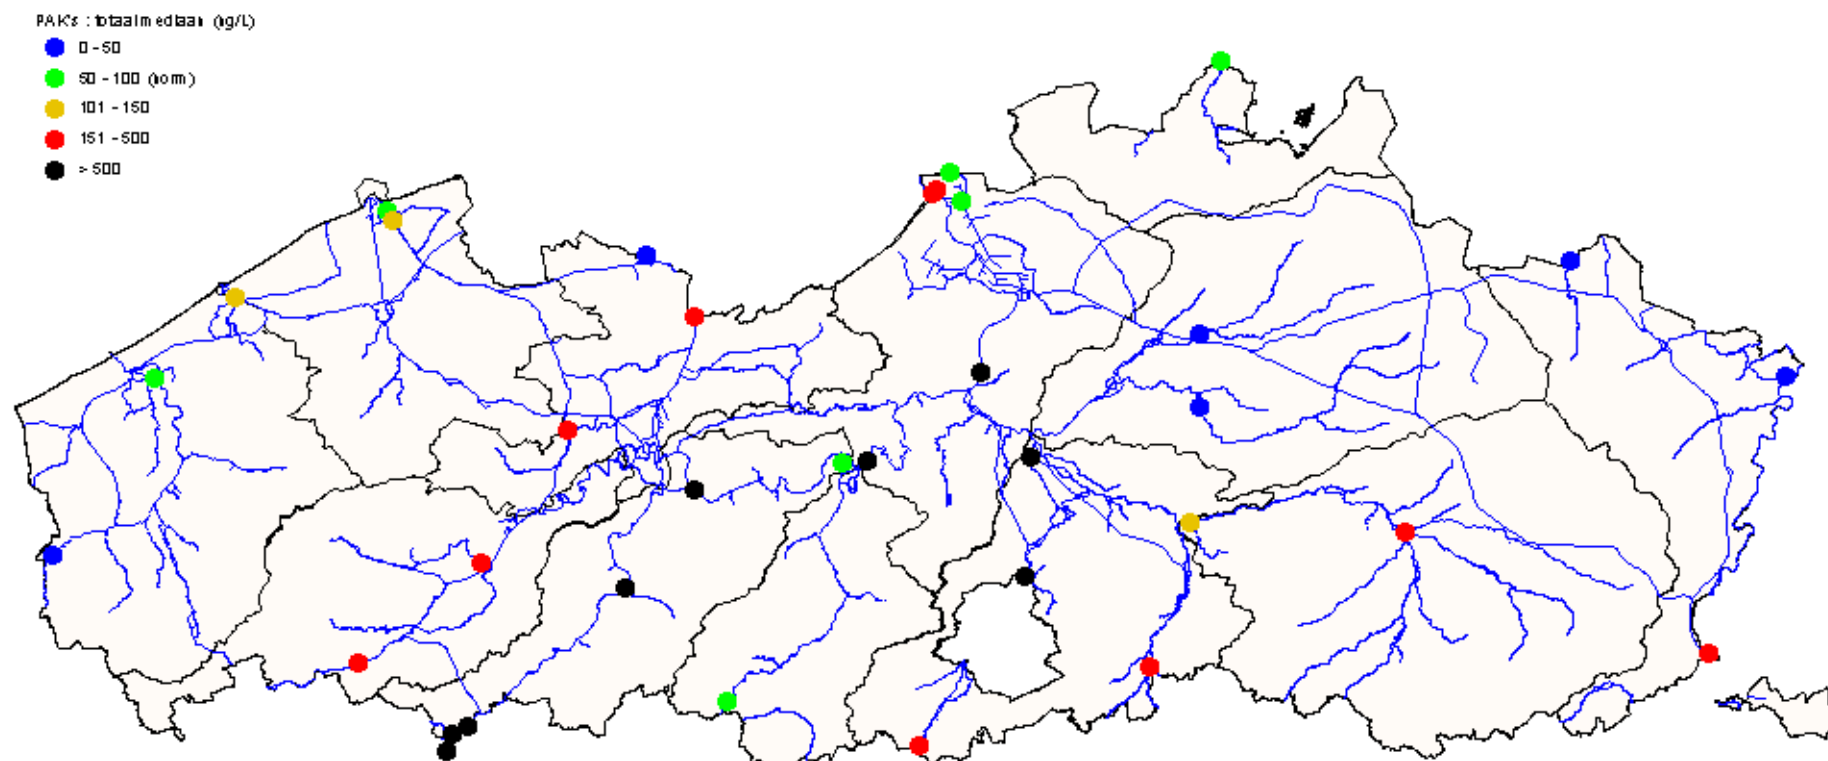 PAK's : totaalmediaan (ng/L)
0 - 50
50 - 100 (norm)
101 - 150
151 - 500
> 500